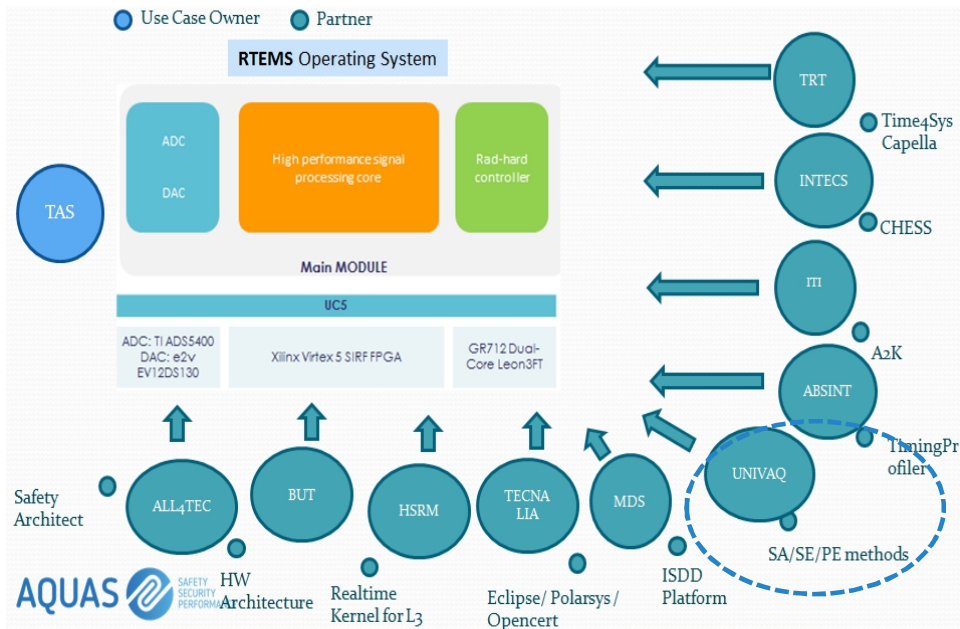 Use Case Owner
Partner
RTEMS Operating System
ADC
DAC
High performance signal
processing core
Rad-hard
controller
Main MODULE
UC5
ADC: TI ADS5400
DAC: e2v
EV12DS130
Xilinx Virtex 5 SIRF FPGA
GR712 Dual-
Core Leon3FT
TAS
TRT
Time4Sys
Capella
INTECS
CHESS
ITI
A2K
ABSINT
TimingPr
ofiler
UNIVAQ
SA/SE/PE methods
MDS
ISDD
Platform
TECNA
LIA
Eclipse/ Polarsys /
Opencert
HSRM
Realtime
Kernel for L3
BUT
ALL4TEC
HW
Architecture
Safety
Architect
AQUAS
SAFETY
SECURITY